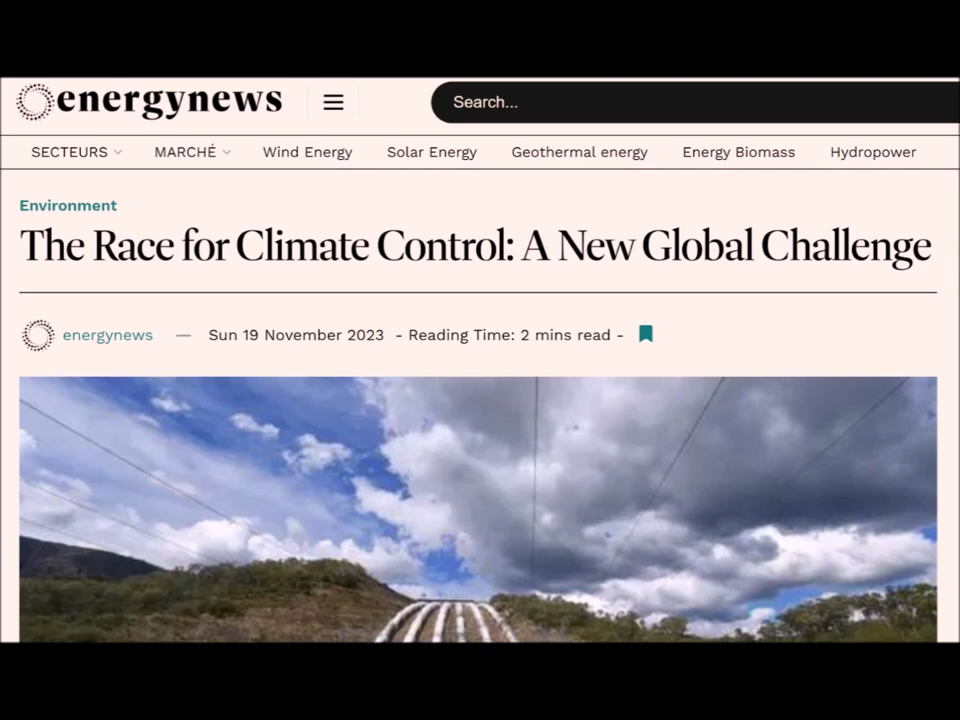 energynews
Search...
SECTEURS MARCHÉ Wind Energy Solar Energy Geothermal energy Energy Biomass Hydropower
Environment
The Race for Climate Control: A New Global Challenge
energynews — Sun 19 November 2023 - Reading Time: 2 mins read -